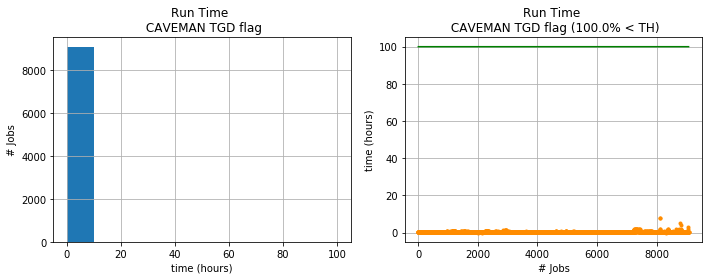 Run Time
CAVEMAN TGD flag
8000
6000
4000
2000
0
# Jobs
0 20 40 60 80 100
time (hours)
Run Time
CAVEMAN TGD flag (100.0% < TH)
100
80
60
40
20
0
time (hours)
0 2000 4000 6000 8000
# Jobs